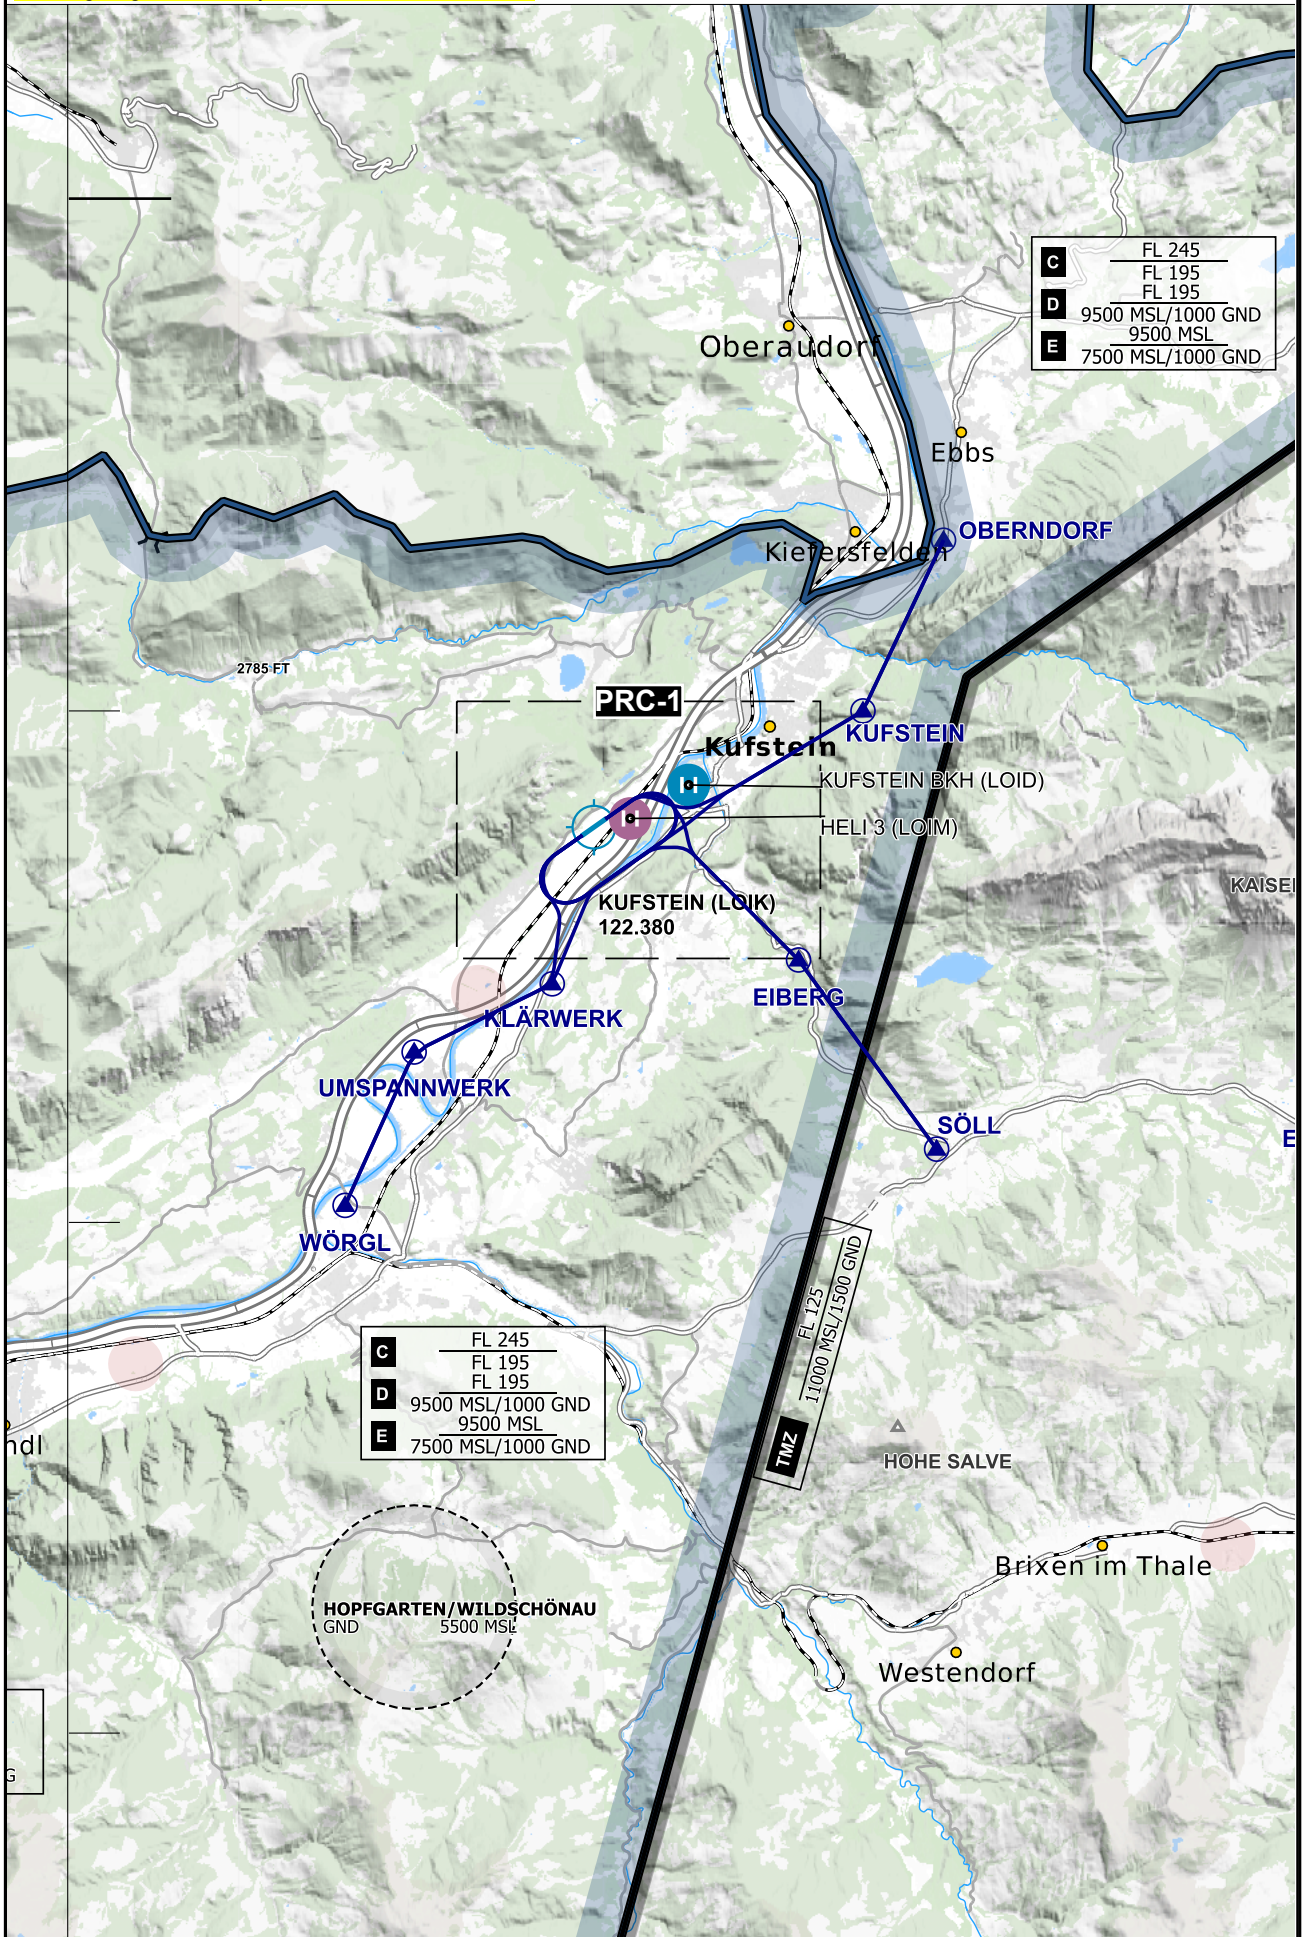 C
FL 245
FL 195
D
FL 195
9500 MSL/1000 GND
E
9500 MSL
7500 MSL/1000 GND
Oberaudorf
Ebbs
OBERNDORF
Kiefersfelden
2785 FT
PRC-1
KUFSTEIN
Kufstein
KUFSTEIN BKH (LOID)
H
H
HELI 3 (LOIM)
KAISE
KUFSTEIN (LOIK)
122.380
EIBERG
KLÄRWERK
UMSPANNWERK
SÖLL
E
WÖRGL
FL 125
11000 MSL/1500 GND
TMZ
C
FL 245
FL 195
D
FL 195
9500 MSL/1000 GND
E
9500 MSL
7500 MSL/1000 GND
ndl
HOHE SALVE
Brixen im Thale
HOPFGARTEN/WILDSCHÖNAU
GND 5500 MSL
Westendorf
G